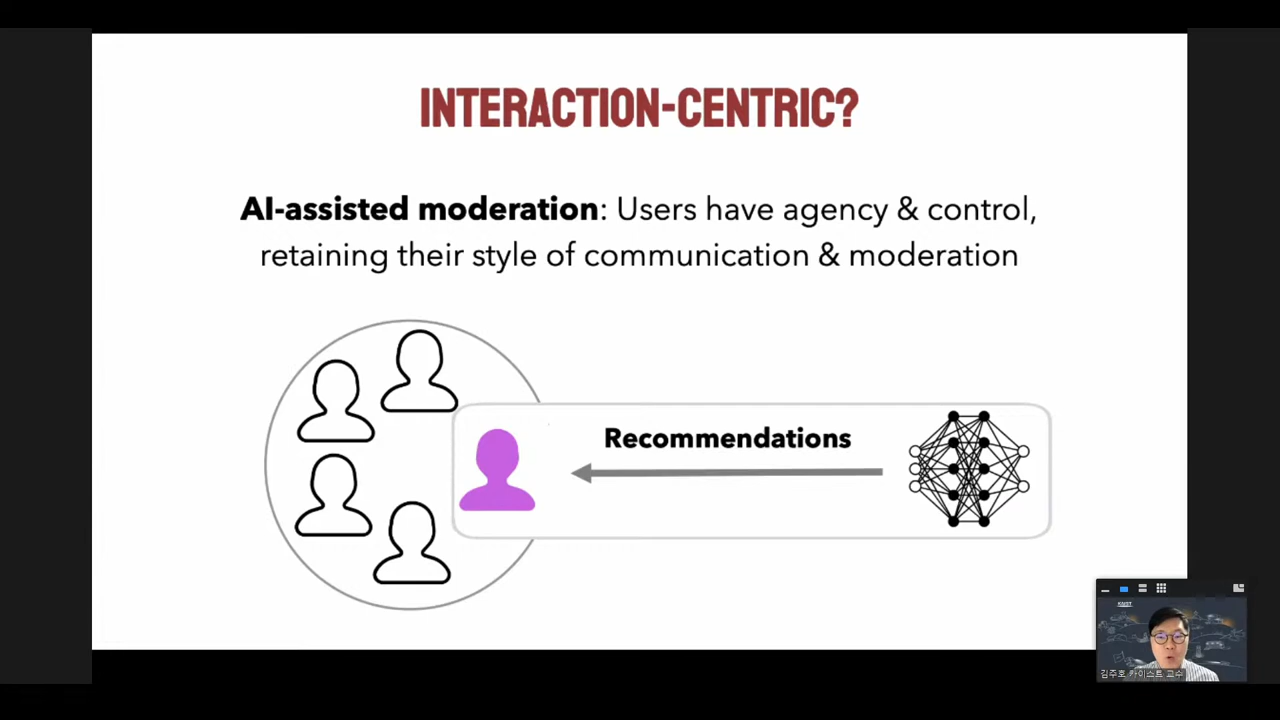 INTERACTION-CENTRIC?
AI-assisted moderation: Users have agency & control,
retaining their style of communication & moderation
Recommendations
KAIST
김주호 카이스트 교수